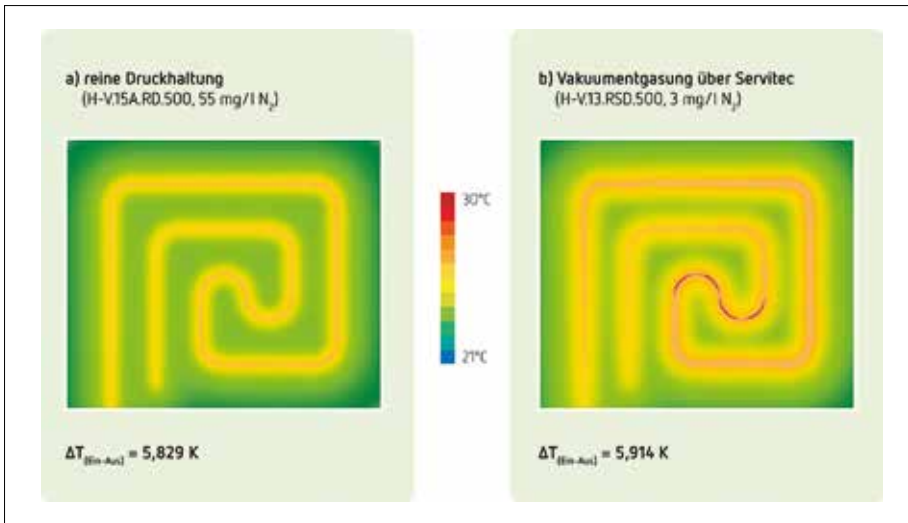 a) reine Druckhaltung
(H-V.15A.RD.500, 55 mg/l N₂)
ΔT[Ein-Aus] = 5,829 K
30°C
21°C
b) Vakuumentgasung über Servitec
(H-V.13.RSD.500, 3 mg/l N₂)
ΔT[Ein-Aus] = 5,914 K